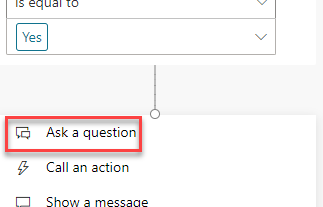 is equal to
Yes
Ask a question
Call an action
Show a message